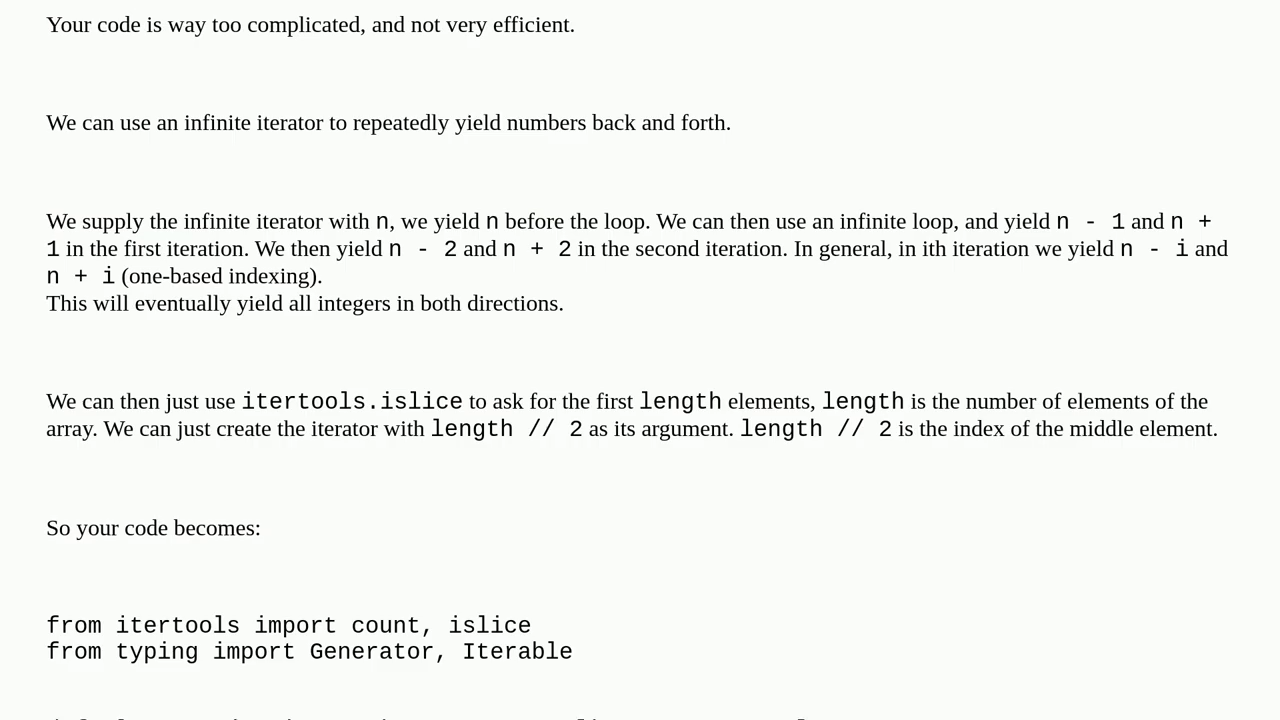 Your code is way too complicated, and not very efficient.
We can use an infinite iterator to repeatedly yield numbers back and forth.
We supply the infinite iterator with n, we yield n before the loop. We can then use an infinite loop, and yield n - 1 and n +
1 in the first iteration. We then yield n - 2 and n + 2 in the second iteration. In general, in ith iteration we yield n - i and
n + i (one-based indexing).
This will eventually yield all integers in both directions.
We can then just use itertools.islice to ask for the first length elements, length is the number of elements of the
array. We can just create the iterator with length // 2 as its argument. length // 2 is the index of the middle element.
So your code becomes:
from itertools import count, islice
from typing import Generator, Iterable